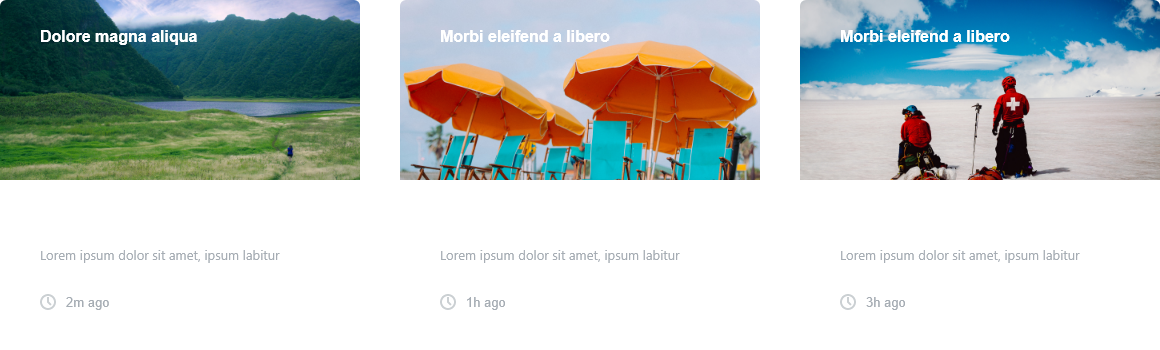 Dolore magna aliqua
Lorem ipsum dolor sit amet, ipsum labitur
2m ago
Morbi eleifend a libero
Lorem ipsum dolor sit amet, ipsum labitur
1h ago
Morbi eleifend a libero
Lorem ipsum dolor sit amet, ipsum labitur
3h ago